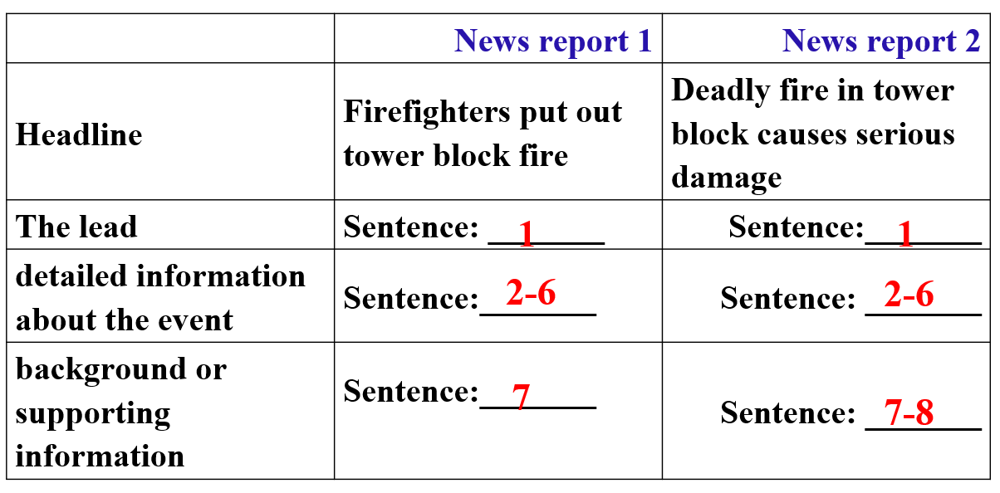 News report 1
News report 2
Headline
Firefighters put out
tower block fire
Deadly fire in tower
block causes serious
damage
The lead
Sentence: 1
Sentence: 1
detailed information
about the event
Sentence: 2-6
Sentence: 2-6
background or
supporting
information
Sentence: 7
Sentence: 7-8